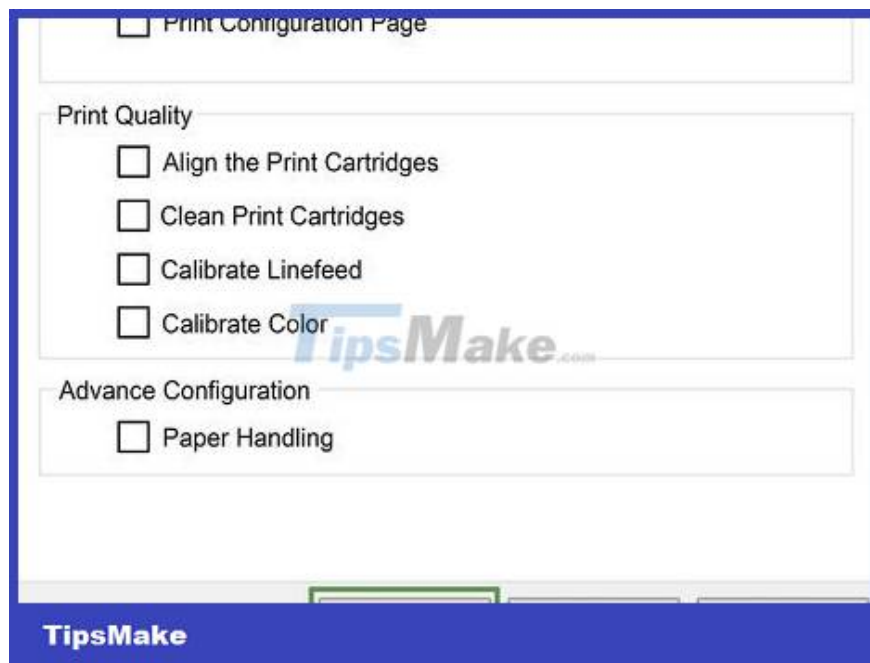 Print Configuration Page
Print Quality
Align the Print Cartridges
Clean Print Cartridges
Calibrate Linefeed
Calibrate Color
TipsMake.com
Advance Configuration
Paper Handling
TipsMake